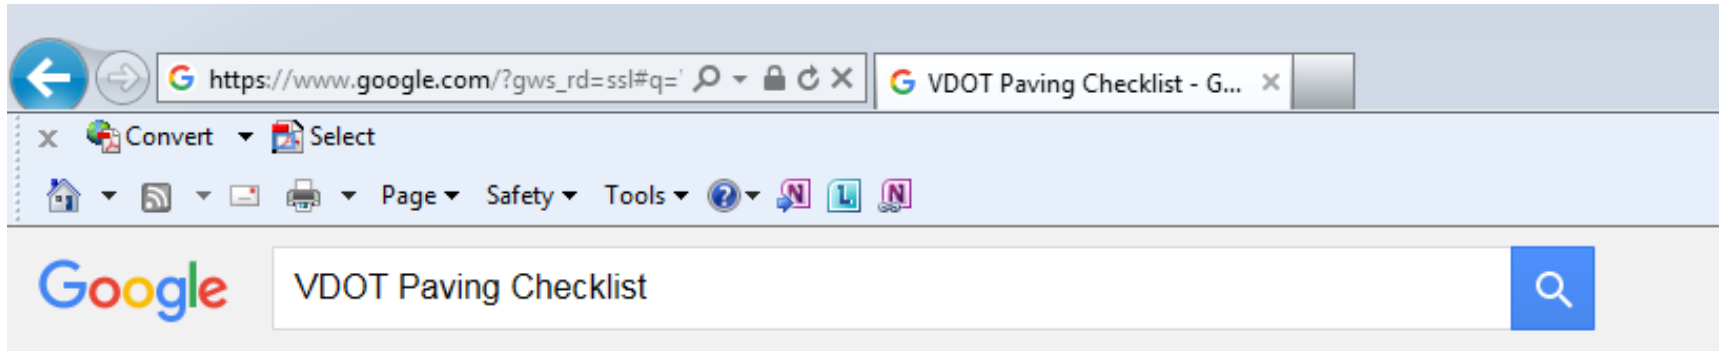 https://www.google.com/?gws_rd=ssl#q='
VDOT Paving Checklist - G...
Convert Select
Page Safety Tools
Google VDOT Paving Checklist